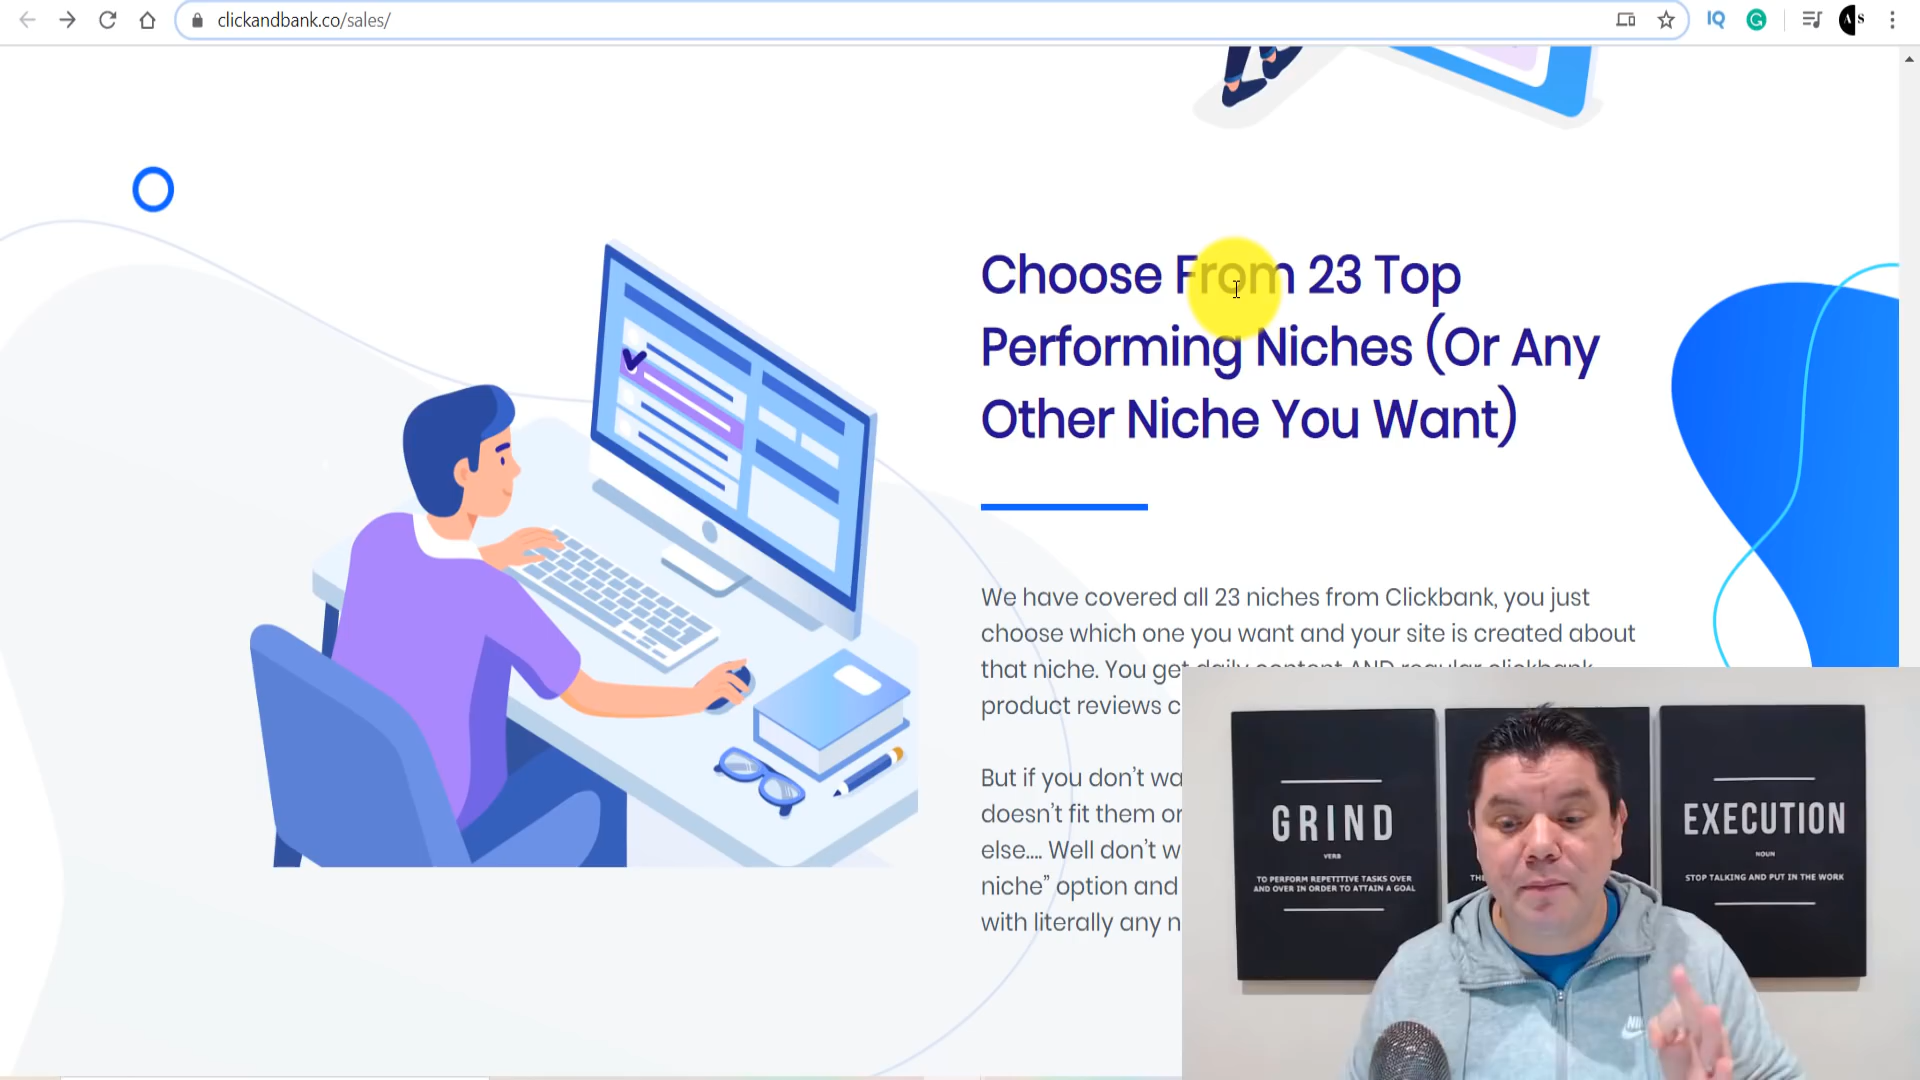 clickandbank.co/sales/
IQ
A S
Choose From 23 Top
Performing Niches (Or Any
Other Niche You Want)
We have covered all 23 niches from Clickbank, you just
choose which one you want and your site is created about
that niche. You get daily content AND regular clickbank
product reviews
But if you don't
doesn't fit them
else.... Well don't
niche" option and
with literally any
GRIND
VERB
TO PERFORM REPETITIVE TASKS OVER
AND OVER IN ORDER TO ATTAIN A GOAL
EXECUTION
NOUN
STOP TALKING AND PUT IN THE WORK